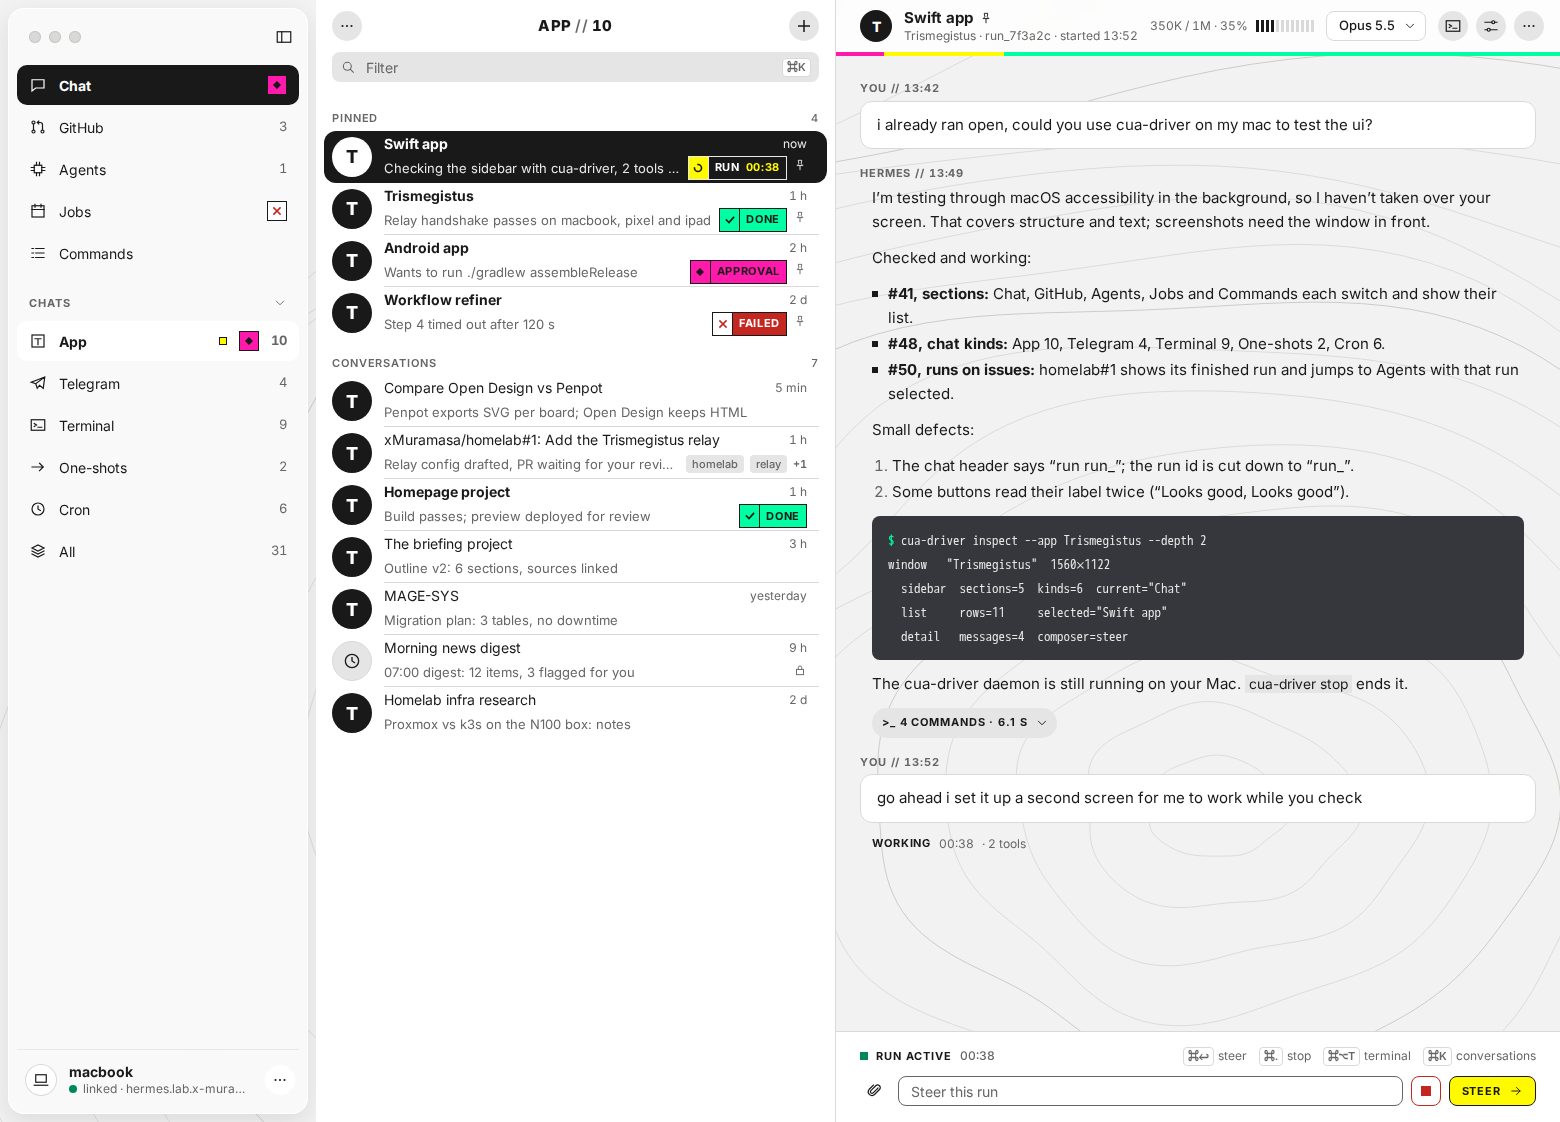 Chat
GitHub 3
Agents 1
Jobs
Commands
CHATS
App 10
Telegram 4
Terminal 9
One-shots 2
Cron 6
All 31
macbook
linked · hermes.lab.x-mura...
APP // 10
Filter ⌘K
PINNED 4
T Swift app now
Checking the sidebar with cua-driver, 2 tools ... RUN 00:38
T Trismegistus 1 h
Relay handshake passes on macbook, pixel and ipad DONE
T Android app 2 h
Wants to run ./gradlew assembleRelease APPROVAL
T Workflow refiner 2 d
Step 4 timed out after 120 s FAILED
CONVERSATIONS 7
T Compare Open Design vs Penpot 5 min
Penpot exports SVG per board; Open Design keeps HTML
T xMuramasa/homelab#1: Add the Trismegistus relay 1 h
Relay config drafted, PR waiting for your revi... homelab relay +1
T Homepage project 1 h
Build passes; preview deployed for review DONE
T The briefing project 3 h
Outline v2: 6 sections, sources linked
T MAGE-SYS yesterday
Migration plan: 3 tables, no downtime
Morning news digest 9 h
07:00 digest: 12 items, 3 flagged for you
T Homelab infra research 2 d
Proxmox vs k3s on the N100 box: notes
T Swift app
Trismegistus · run_7f3a2c · started 13:52
350K / 1M · 35%
Opus 5.5
YOU // 13:42
i already ran open, could you use cua-driver on my mac to test the ui?
HERMES // 13:49
I’m testing through macOS accessibility in the background, so I haven’t taken over your
screen. That covers structure and text; screenshots need the window in front.
Checked and working:
#41, sections: Chat, GitHub, Agents, Jobs and Commands each switch and show their
list.
#48, chat kinds: App 10, Telegram 4, Terminal 9, One-shots 2, Cron 6.
#50, runs on issues: homelab#1 shows its finished run and jumps to Agents with that run
selected.
Small defects:
1. The chat header says “run run_”; the run id is cut down to “run_”.
2. Some buttons read their label twice (“Looks good, Looks good”).
$ cua-driver inspect --app Trismegistus --depth 2
window "Trismegistus" 1560×1122
sidebar sections=5 kinds=6 current="Chat"
list rows=11 selected="Swift app"
detail messages=4 composer=steer
The cua-driver daemon is still running on your Mac. cua-driver stop ends it.
>_ 4 COMMANDS · 6.1 S
YOU // 13:52
go ahead i set it up a second screen for me to work while you check
WORKING 00:38 · 2 tools
RUN ACTIVE 00:38
⌘↩ steer ⌘. stop ⌘⌥T terminal ⌘K conversations
Steer this run
STEER →